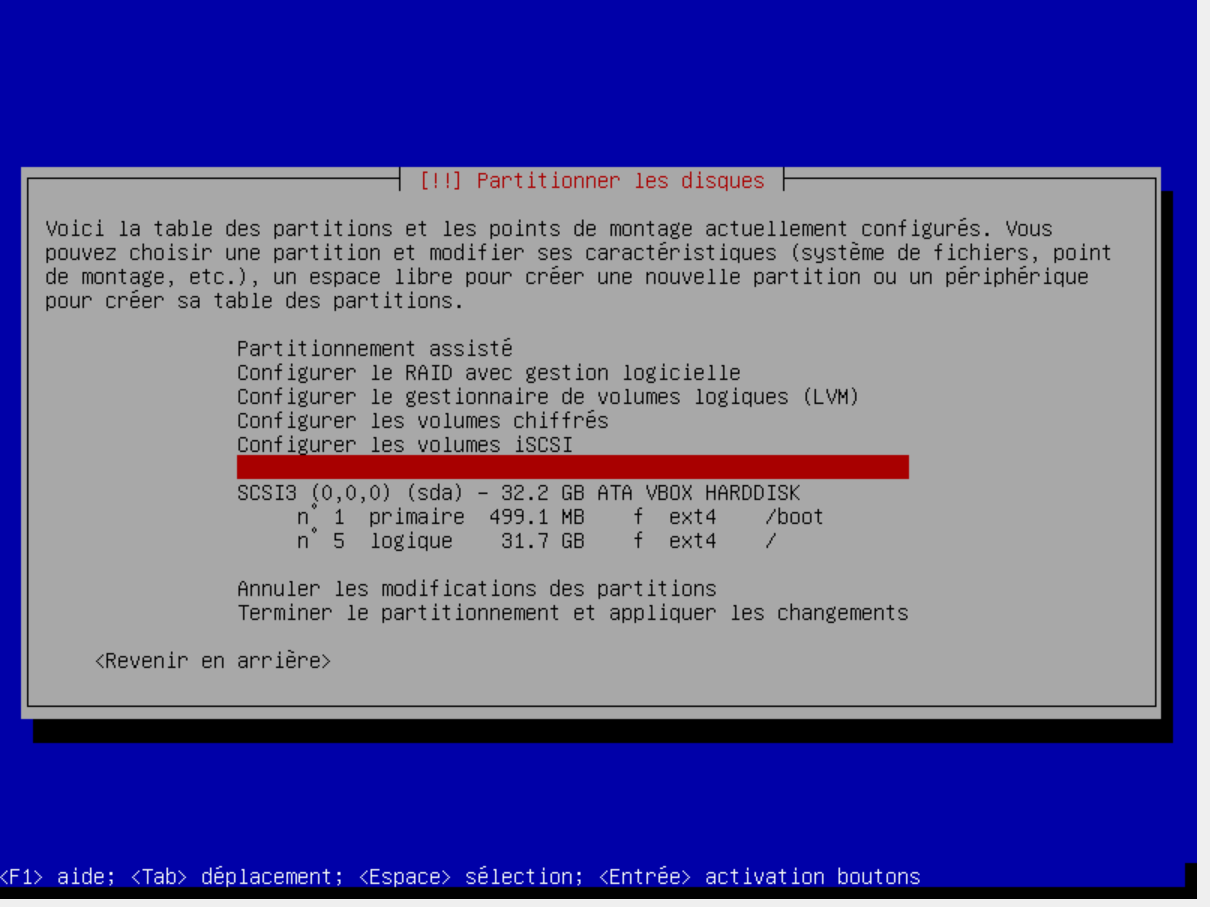 [!!] Partitionner les disques
Voici la table des partitions et les points de montage actuellement configurés. Vous
pouvez choisir une partition et modifier ses caractéristiques (système de fichiers, point
de montage, etc.), un espace libre pour créer une nouvelle partition ou un périphérique
pour créer sa table des partitions.
Partitionnement assisté
Configurer le RAID avec gestion logicielle
Configurer le gestionnaire de volumes logiques (LVM)
Configurer les volumes chiffrés
Configurer les volumes iSCSI
SCSI3 (0,0,0) (sda) – 32.2 GB ATA VBOX HARDDISK
n° 1 primaire 499.1 MB f ext4 /boot
n° 5 logique 31.7 GB f ext4 /
Annuler les modifications des partitions
Terminer le partitionnement et appliquer les changements
<Revenir en arrière>
<F1> aide; <Tab> déplacement; <Espace> sélection; <Entrée> activation boutons